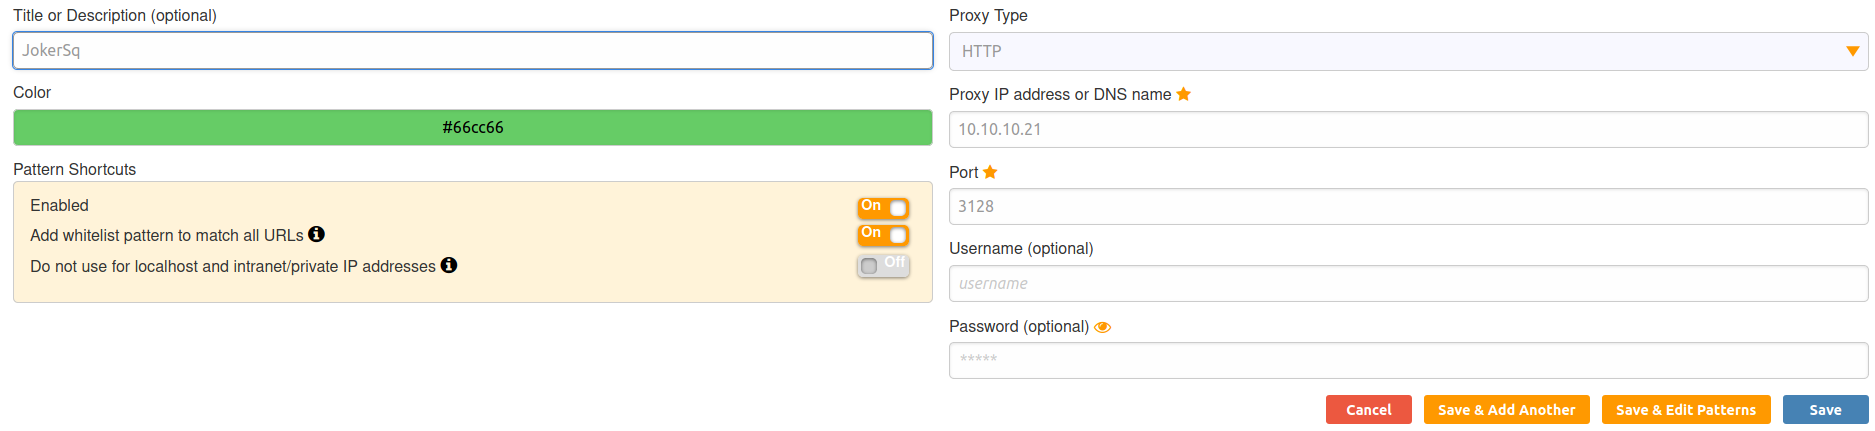 Title or Description (optional)
JokerSq
Color
#66cc66
Pattern Shortcuts
Enabled On
Add whitelist pattern to match all URLs On
Do not use for localhost and intranet/private IP addresses Off
Proxy Type
HTTP
Proxy IP address or DNS name
10.10.10.21
Port
3128
Username (optional)
username
Password (optional)
*****
Cancel Save & Add Another Save & Edit Patterns Save